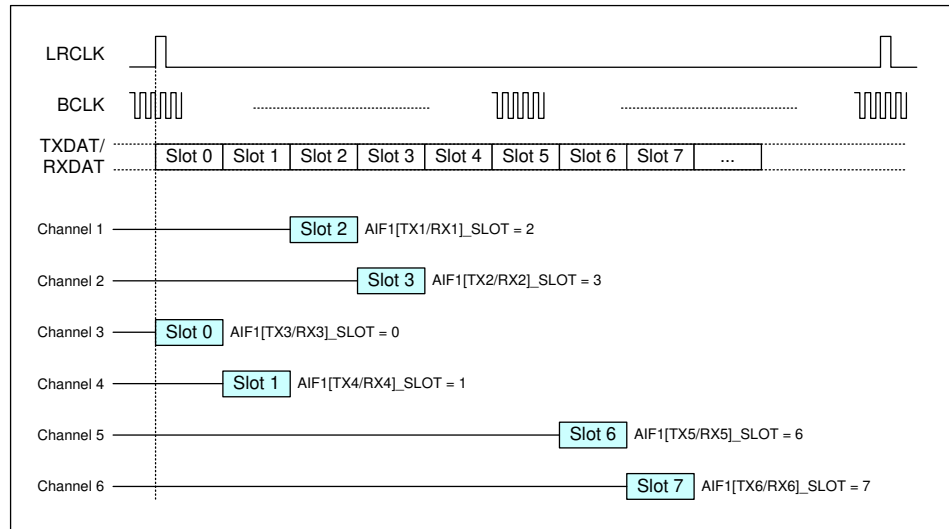 LRCLK
BCLK
TXDAT/
RXDAT
Slot 0 Slot 1 Slot 2 Slot 3 Slot 4 Slot 5 Slot 6 Slot 7 ...
Channel 1 Slot 2 AIF1[TX1/RX1]_SLOT = 2
Channel 2 Slot 3 AIF1[TX2/RX2]_SLOT = 3
Channel 3 Slot 0 AIF1[TX3/RX3]_SLOT = 0
Channel 4 Slot 1 AIF1[TX4/RX4]_SLOT = 1
Channel 5 Slot 6 AIF1[TX5/RX5]_SLOT = 6
Channel 6 Slot 7 AIF1[TX6/RX6]_SLOT = 7